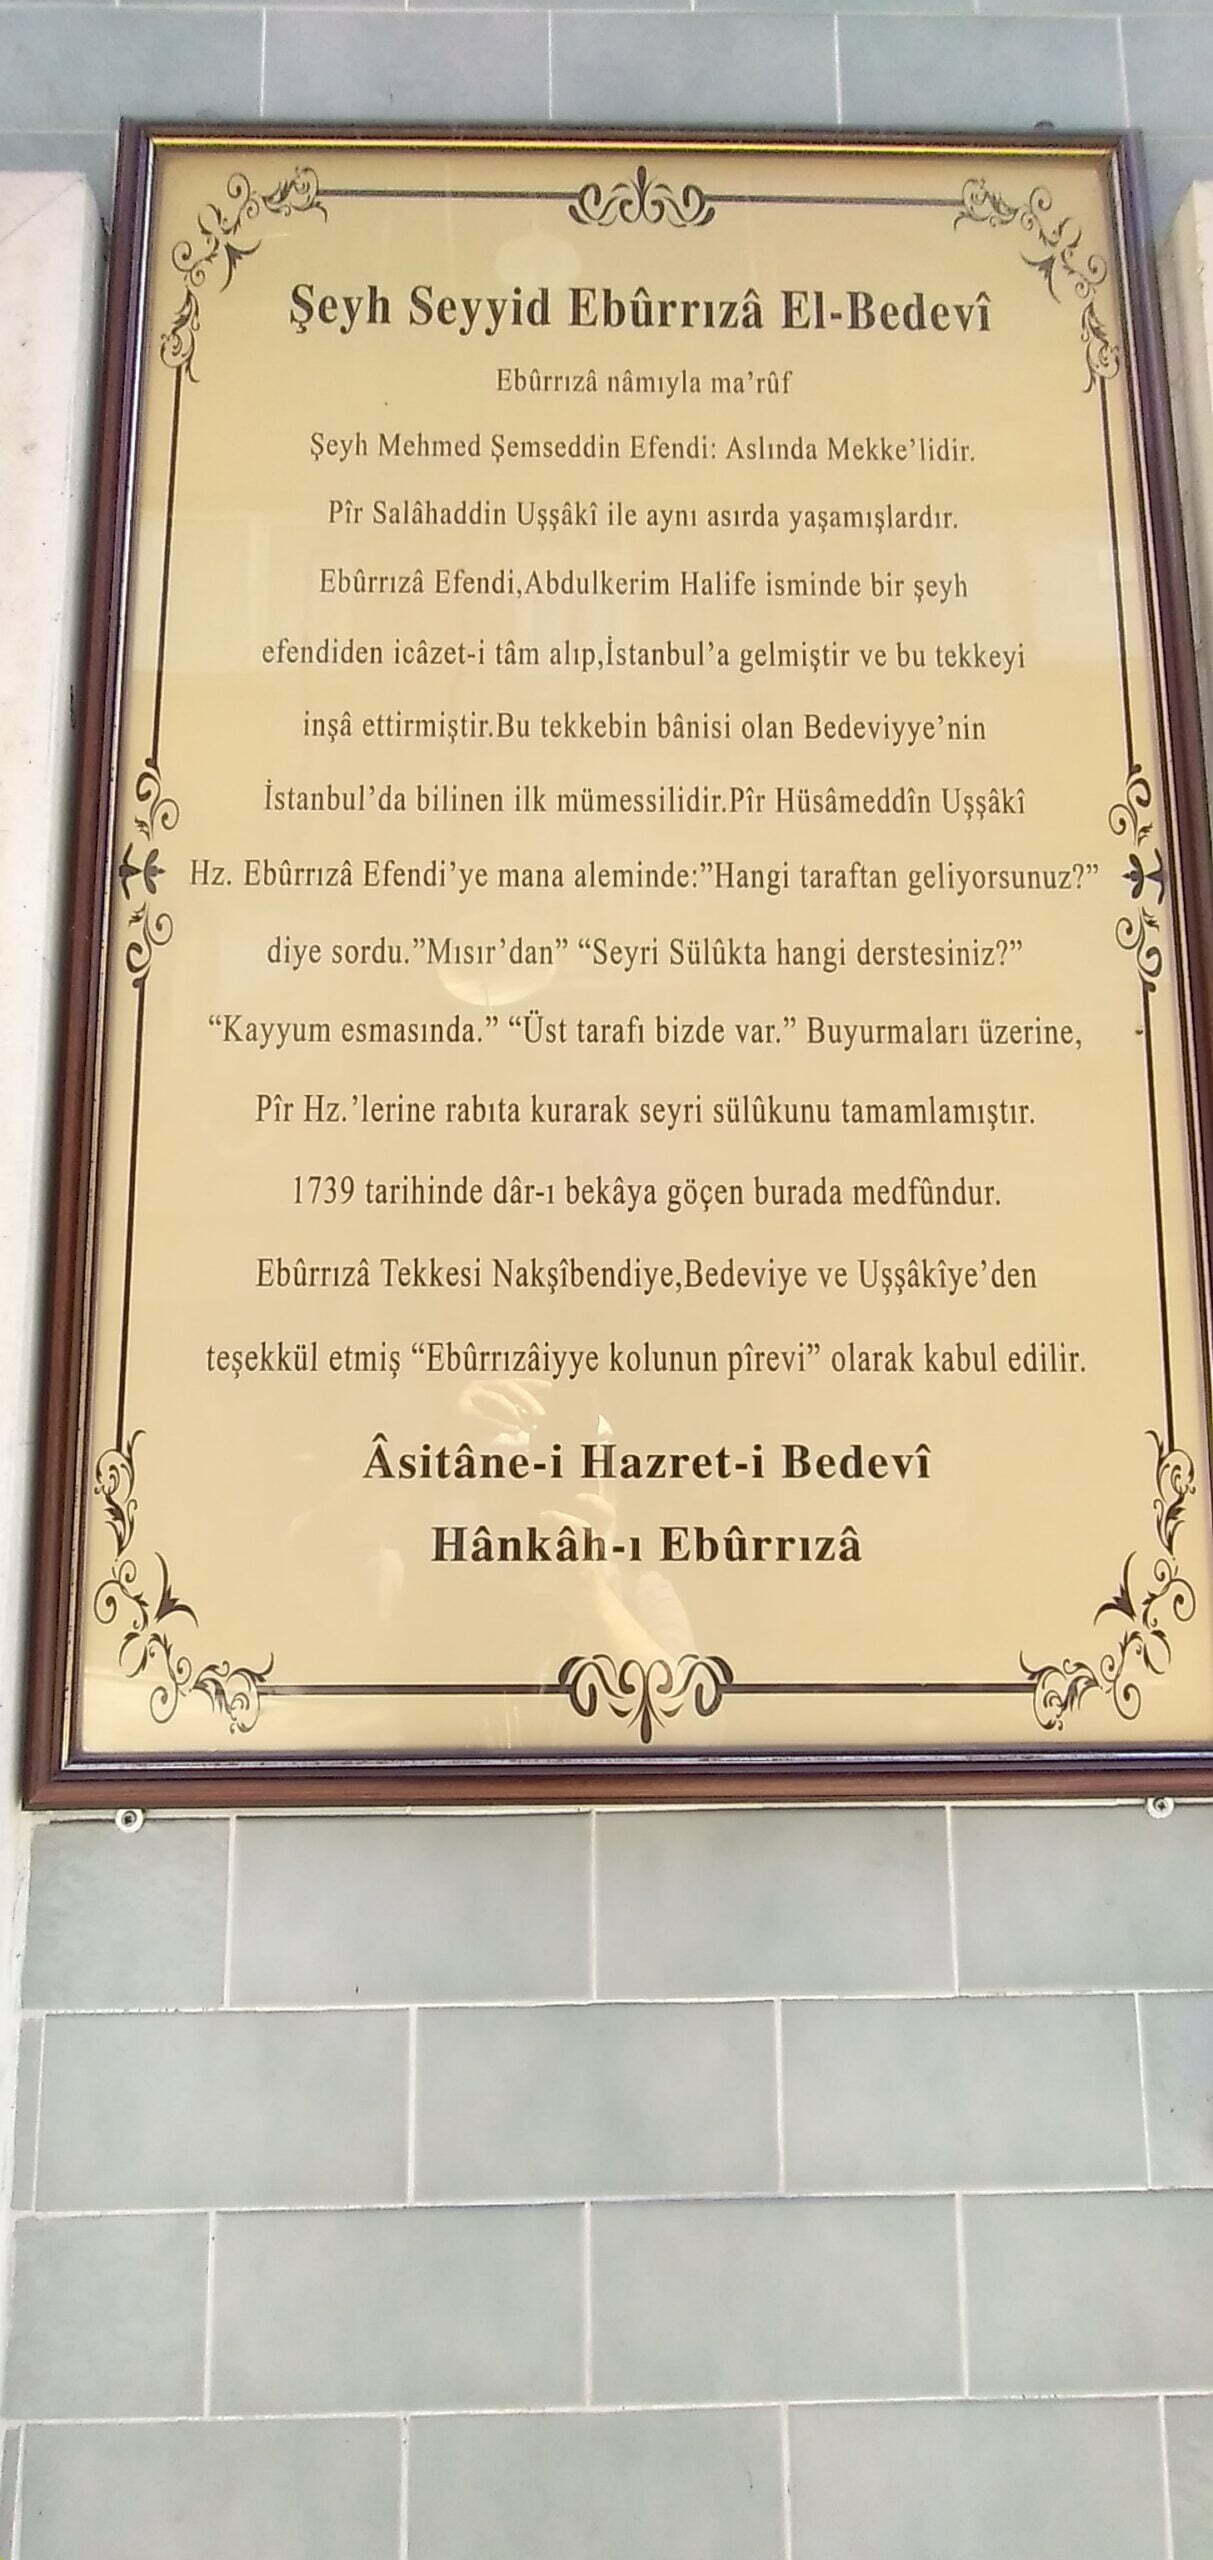 Şeyh Seyyid Ebûrrızâ El-Bedevî
Ebûrrızâ nâmıyla ma’rûf
Şeyh Mehmed Şemseddin Efendi: Aslında Mekke’lidir.
Pîr Salâhaddin Uşşâkî ile aynı asırda yaşamışlardır.
Ebûrrızâ Efendi,Abdulkerim Halife isminde bir şeyh
efendiden icâzet-i tâm alıp,İstanbul’a gelmiştir ve bu tekkeyi
inşâ ettirmiştir.Bu tekkebin bânisi olan Bedeviyye’nin
İstanbul’da bilinen ilk mümessilidir.Pîr Hüsâmeddîn Uşşâkî
Hz. Ebûrrızâ Efendi’ye mana aleminde:”Hangi taraftan geliyorsunuz?”
diye sordu.”Mısır’dan” “Seyri Sülûkta hangi derstesiniz?”
“Kayyum esmasında.” “Üst tarafı bizde var.” Buyurmaları üzerine,
Pîr Hz.’lerine rabıta kurarak seyri sülûkunu tamamlamıştır.
1739 tarihinde dâr-ı bekâya göçen burada medfûndur.
Ebûrrızâ Tekkesi Nakşîbendiye,Bedeviye ve Uşşâkîye’den
teşekkül etmiş “Ebûrrızâiyye kolunun pîrevi” olarak kabul edilir.
Âsitâne-i Hazret-i Bedevî
Hânkâh-ı Ebûrrızâ